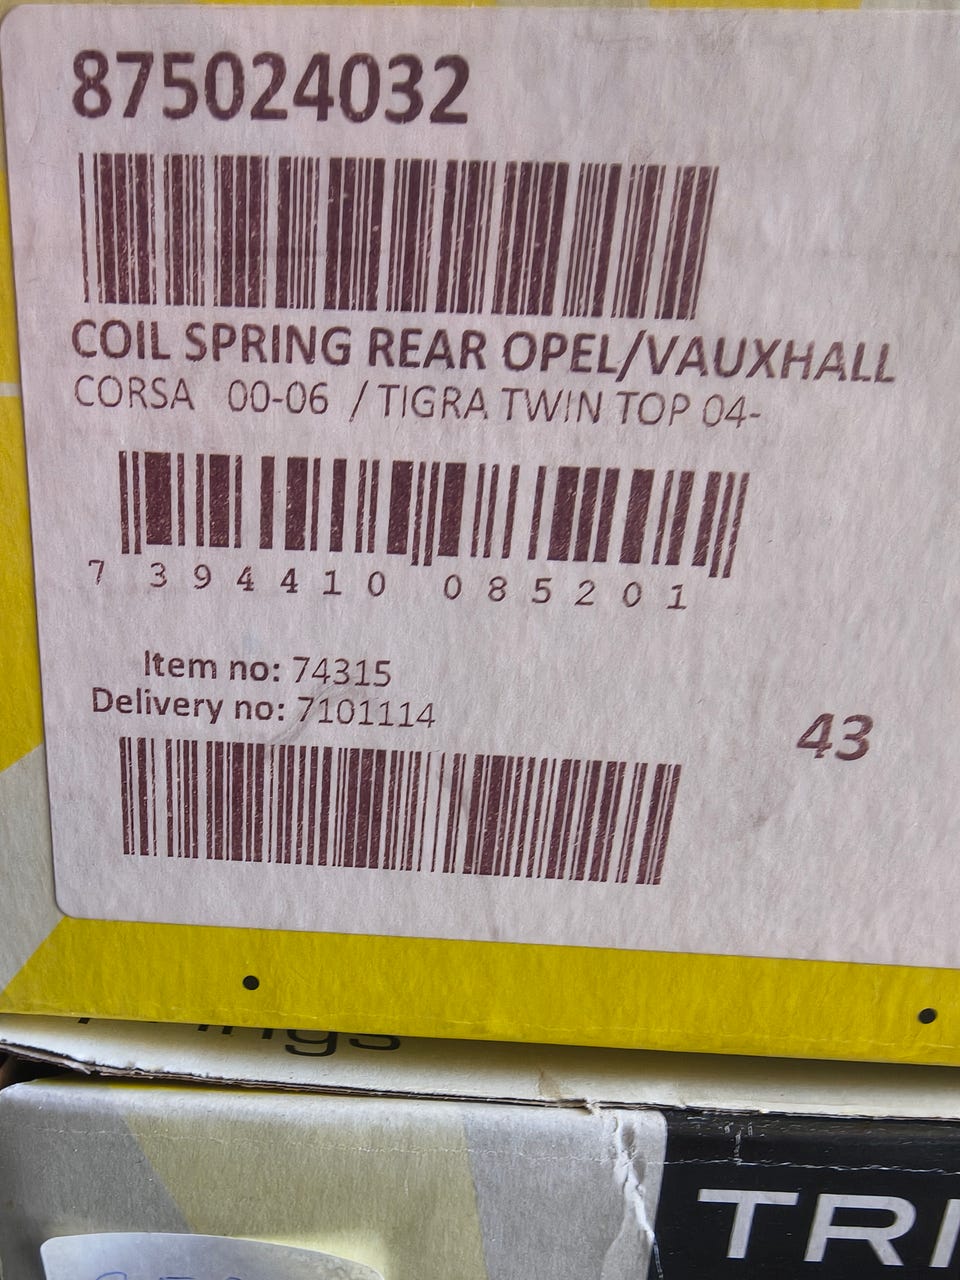 875024032
COIL SPRING REAR OPEL/VAUXHALL
CORSA 00-06 / TIGRA TWIN TOP 04-
7 394410 085201
Item no: 74315
Delivery no: 7101114
43
TRI